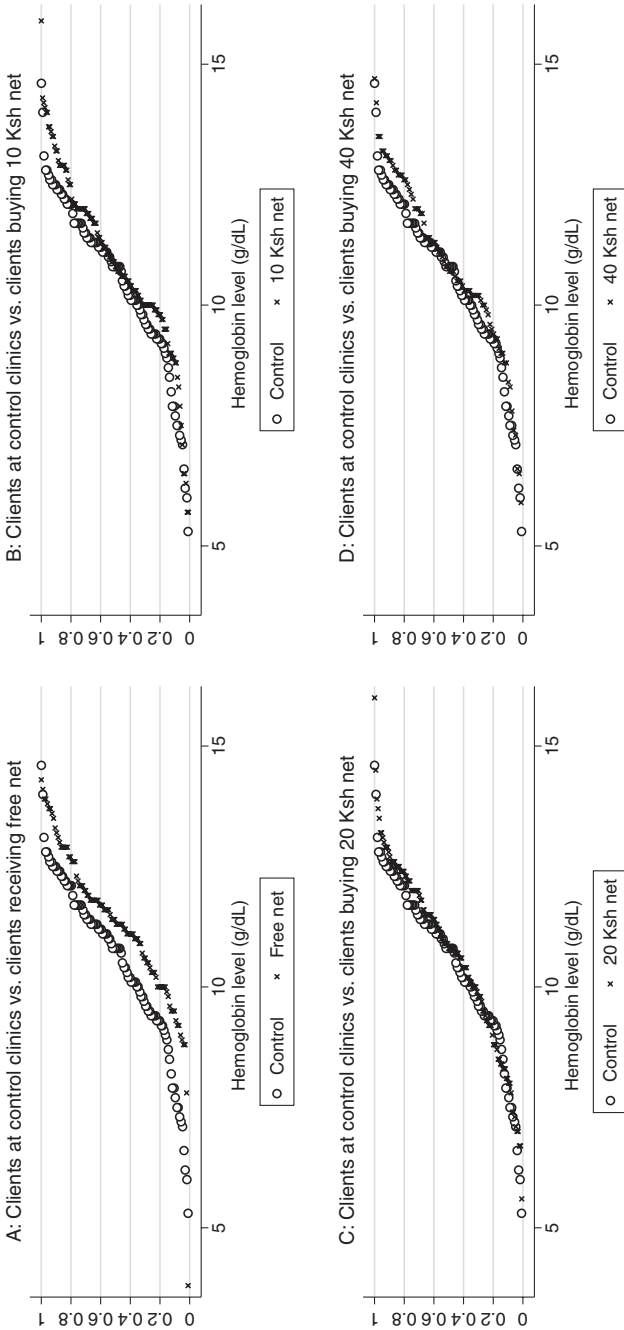 A: Clients at control clinics vs. clients receiving free net
1
0.8
0.6
0.4
0.2
0
5 10 15
Hemoglobin level (g/dL)
Control Free net
B: Clients at control clinics vs. clients buying 10 Ksh net
1
0.8
0.6
0.4
0.2
0
5 10 15
Hemoglobin level (g/dL)
Control 10 Ksh net
C: Clients at control clinics vs. clients buying 20 Ksh net
1
0.8
0.6
0.4
0.2
0
5 10 15
Hemoglobin level (g/dL)
Control 20 Ksh net
D: Clients at control clinics vs. clients buying 40 Ksh net
1
0.8
0.6
0.4
0.2
0
5 10 15
Hemoglobin level (g/dL)
Control 40 Ksh net